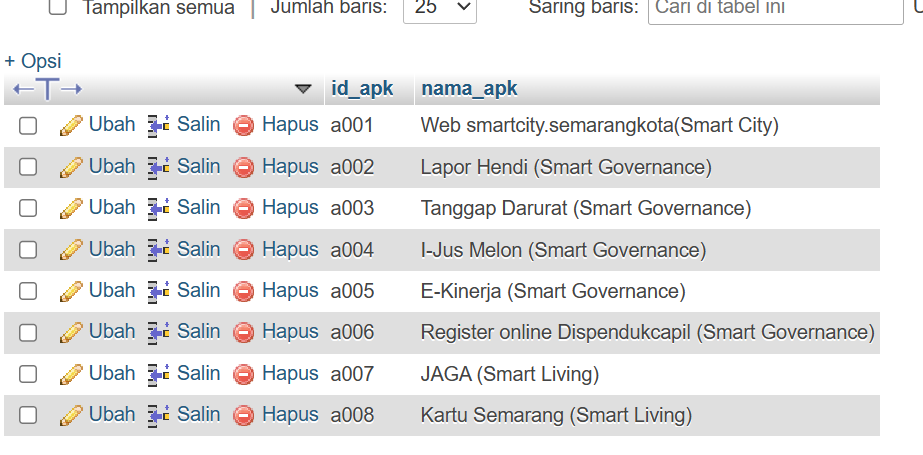 Tampilkan semua Jumlah baris: 25 Saring baris: Cari di tabel ini
+ Opsi
←T→ id_apk nama_apk
Ubah Salin Hapus a001 Web smartcity.semarangkota(Smart City)
Ubah Salin Hapus a002 Lapor Hendi (Smart Governance)
Ubah Salin Hapus a003 Tanggap Darurat (Smart Governance)
Ubah Salin Hapus a004 I-Jus Melon (Smart Governance)
Ubah Salin Hapus a005 E-Kinerja (Smart Governance)
Ubah Salin Hapus a006 Register online Dispendukcapil (Smart Governance)
Ubah Salin Hapus a007 JAGA (Smart Living)
Ubah Salin Hapus a008 Kartu Semarang (Smart Living)